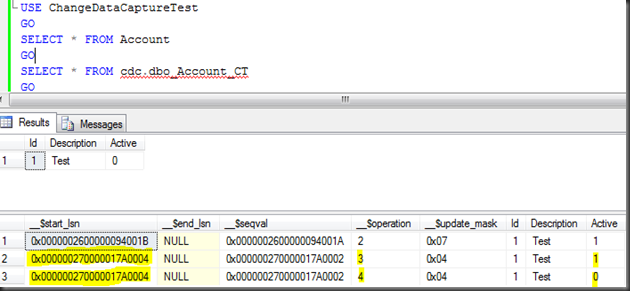 USE ChangeDataCaptureTest
GO
SELECT * FROM Account
GO
SELECT * FROM cdc.dbo_Account_CT
GO
Results Messages
Id Description Active
1 1 Test 0
__$start_lsn __$end_lsn __$seqval __$operation __$update_mask Id Description Active
1 0x0000002600000094001B NULL 0x0000002600000094001A 2 0x07 1 Test 1
2 0x000000270000017A0004 NULL 0x000000270000017A0002 3 0x04 1 Test 1
3 0x000000270000017A0004 NULL 0x000000270000017A0002 4 0x04 1 Test 0